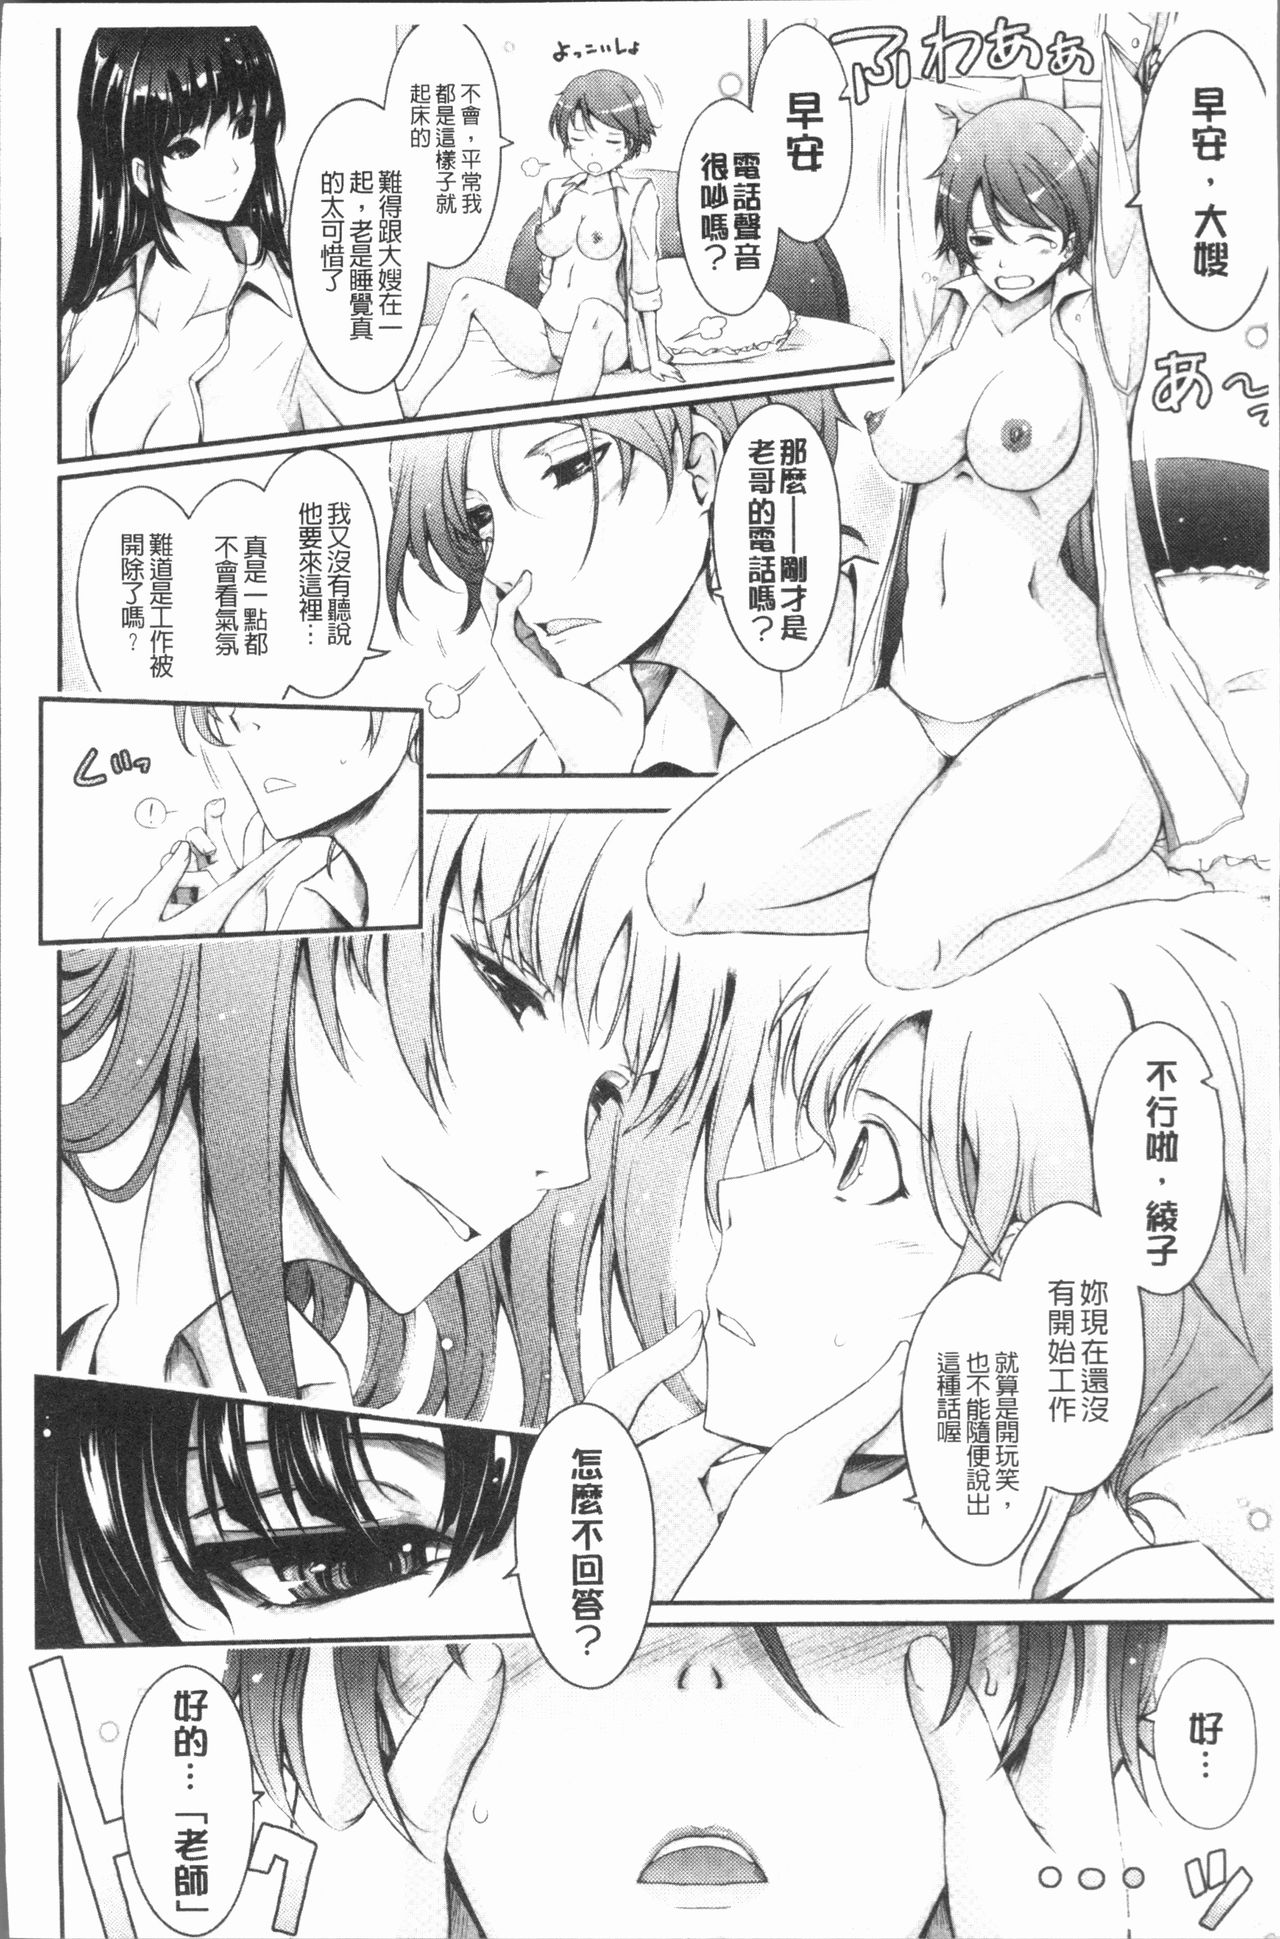 早安，大嫂
ふわあぁ
あ～っ
早安
電話聲音
很吵嗎？
よっこいしょ
不會，平常我
都是這樣子就
起床的
難得跟大嫂在一
起，老是睡覺真
的太可惜了
那麼——剛才是
老哥的電話嗎？
我又沒有聽說
他要來這裡…
真是一點都
不會看氣氛
難道是工作被
開除了嗎？
ぐいっ
！
不行啦，綾子
妳現在還沒
有開始工作
就算是開玩笑，
也不能隨便說出
這種話喔
怎麼不回答？
好…
ドクッ
好的…「老師」